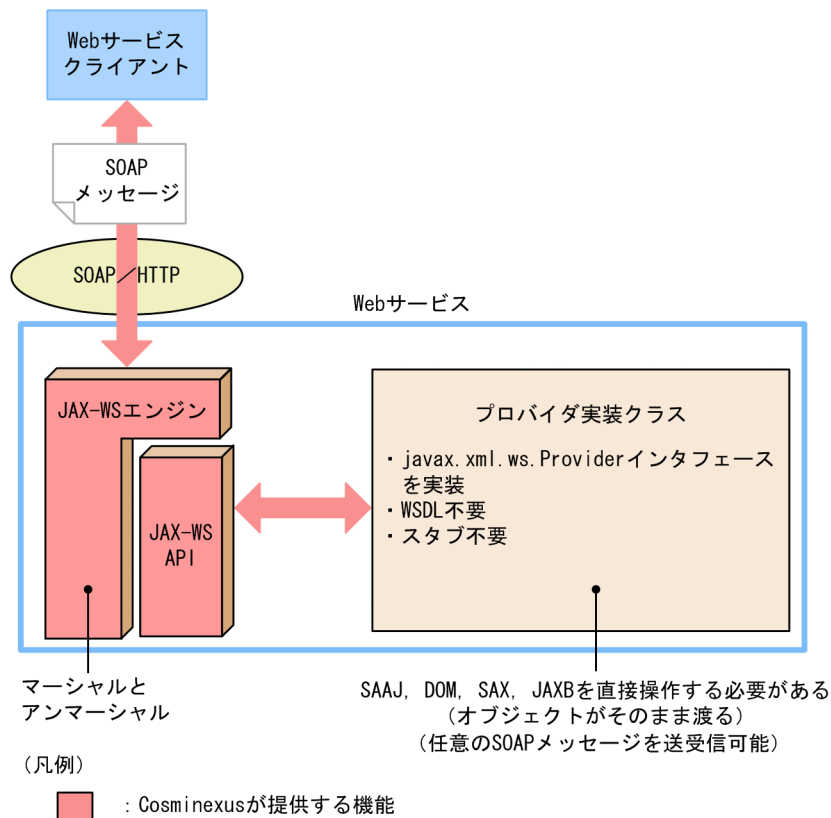 Webサービス
クライアント
SOAP
メッセージ
SOAP／HTTP
Webサービス
JAX-WSエンジン
JAX-WS
API
プロバイダ実装クラス
・javax.xml.ws.Providerインタフェース
を実装
・WSDL不要
・スタブ不要
マーシャルと
アンマーシャル
SAAJ, DOM, SAX, JAXBを直接操作する必要がある
（オブジェクトがそのまま渡る）
（任意のSOAPメッセージを送受信可能）
（凡例）
：Cosminexusが提供する機能